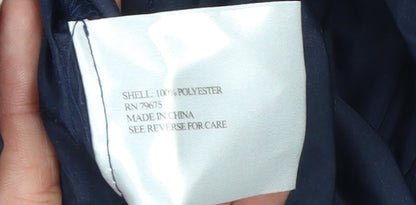 SHELL: 100% POLYESTER
RN 79675
MADE IN CHINA
SEE REVERSE FOR CARE